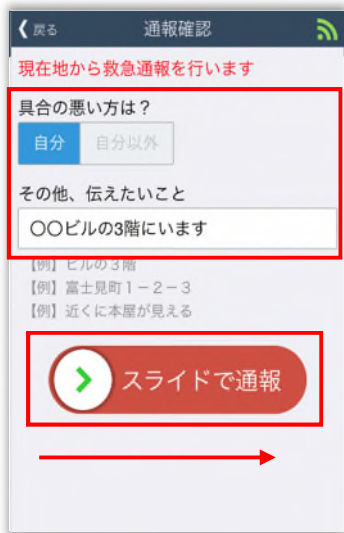 戻る 通報確認
現在地から救急通報を行います
具合の悪い方は？
自分 自分以外
その他、伝えたいこと
〇〇ビルの3階にいます
【例】ビルの３階
【例】富士見町１－２－３
【例】近くに本屋が見える
スライドで通報